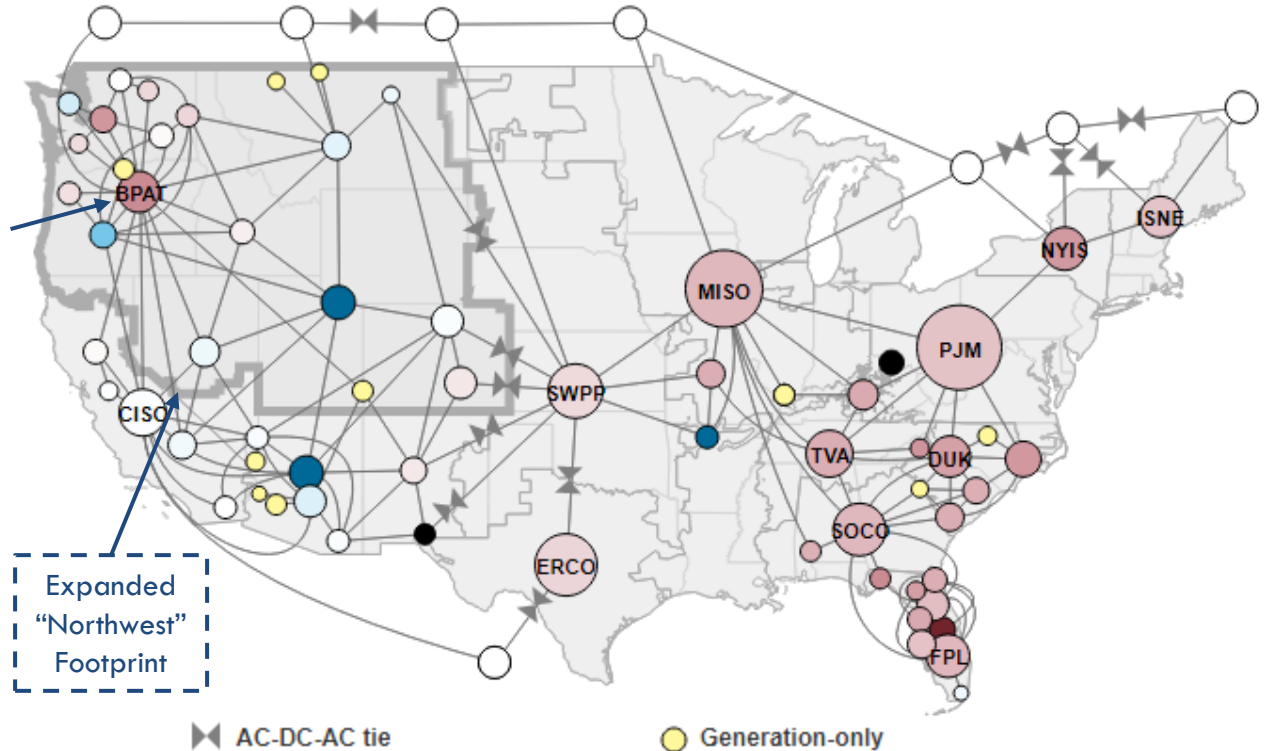 BPAT
ISNE
NYIS
MISO
PJM
SWPP
CISO
TVA
DUK
SOCO
ERCO
Expanded
“Northwest”
Footprint
FPL
AC-DC-AC tie
Generation-only